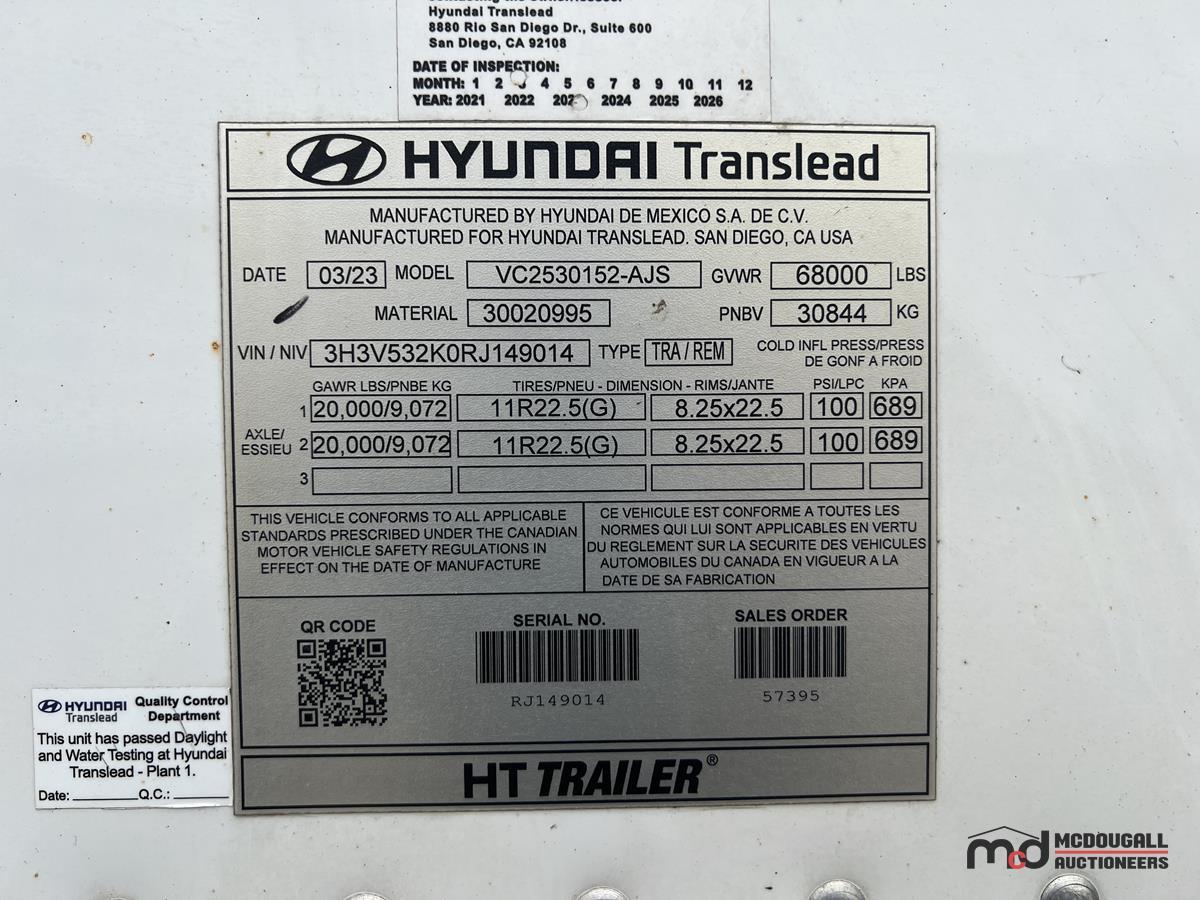 Hyundai Translead
8880 Rio San Diego Dr., Suite 600
San Diego, CA 92108
DATE OF INSPECTION:
MONTH: 1 2 3 4 5 6 7 8 9 10 11 12
YEAR: 2021 2022 202 2024 2025 2026
HYUNDAI Translead
MANUFACTURED BY HYUNDAI DE MEXICO S.A. DE C.V.
MANUFACTURED FOR HYUNDAI TRANSLEAD. SAN DIEGO, CA USA
DATE 03/23 MODEL VC2530152-AJS GVWR 68000 LBS
MATERIAL 30020995 PNBV 30844 KG
VIN / NIV 3H3V532K0RJ149014 TYPE TRA / REM COLD INFL PRESS/PRESS
DE GONF A FROID
GAWR LBS/PNBE KG TIRES/PNEU - DIMENSION - RIMS/JANTE PSI/LPC KPA
1 20,000/9,072 11R22.5(G) 8.25x22.5 100 689
AXLE/
ESSIEU 2 20,000/9,072 11R22.5(G) 8.25x22.5 100 689
3
THIS VEHICLE CONFORMS TO ALL APPLICABLE
STANDARDS PRESCRIBED UNDER THE CANADIAN
MOTOR VEHICLE SAFETY REGULATIONS IN
EFFECT ON THE DATE OF MANUFACTURE
CE VEHICULE EST CONFORME A TOUTES LES
NORMES QUI LUI SONT APPLICABLES EN VERTU
DU REGLEMENT SUR LA SECURITE DES VEHICULES
AUTOMOBILES DU CANADA EN VIGUEUR A LA
DATE DE SA FABRICATION
QR CODE
SERIAL NO.
RJ149014
SALES ORDER
57395
HT TRAILER®
HYUNDAI Translead
Quality Control
Department
This unit has passed Daylight
and Water Testing at Hyundai
Translead - Plant 1.
Date: Q.C.:
mcd MCDOUGALL
AUCTIONEERS